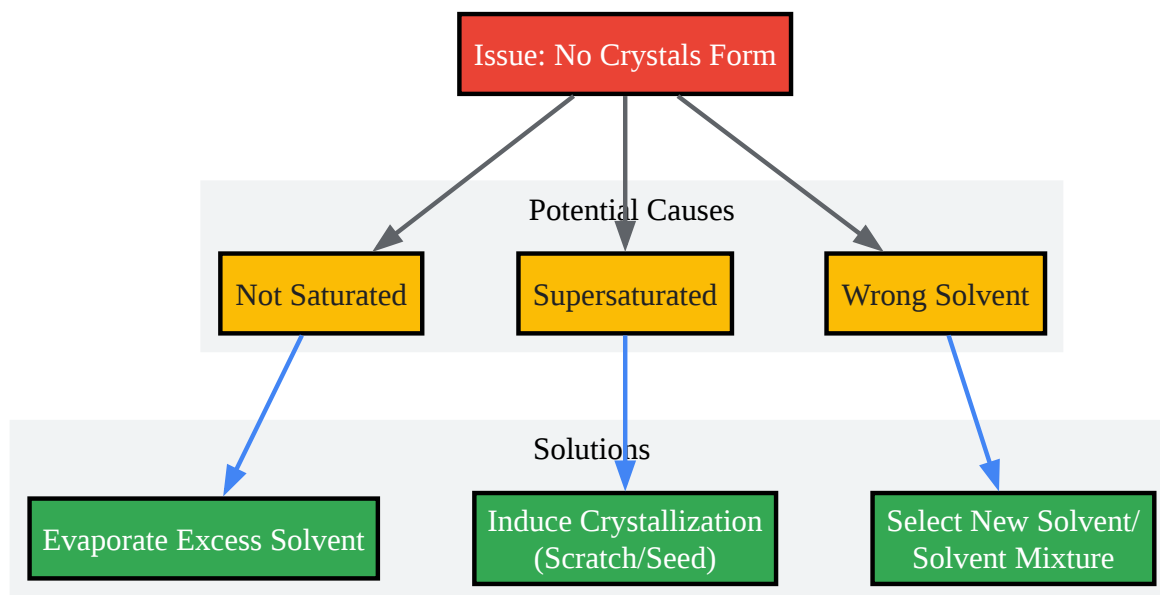 Issue: No Crystals Form
Potential Causes
Not Saturated
Supersaturated
Wrong Solvent
Solutions
Evaporate Excess Solvent
Induce Crystallization
(Scratch/Seed)
Select New Solvent/
Solvent Mixture